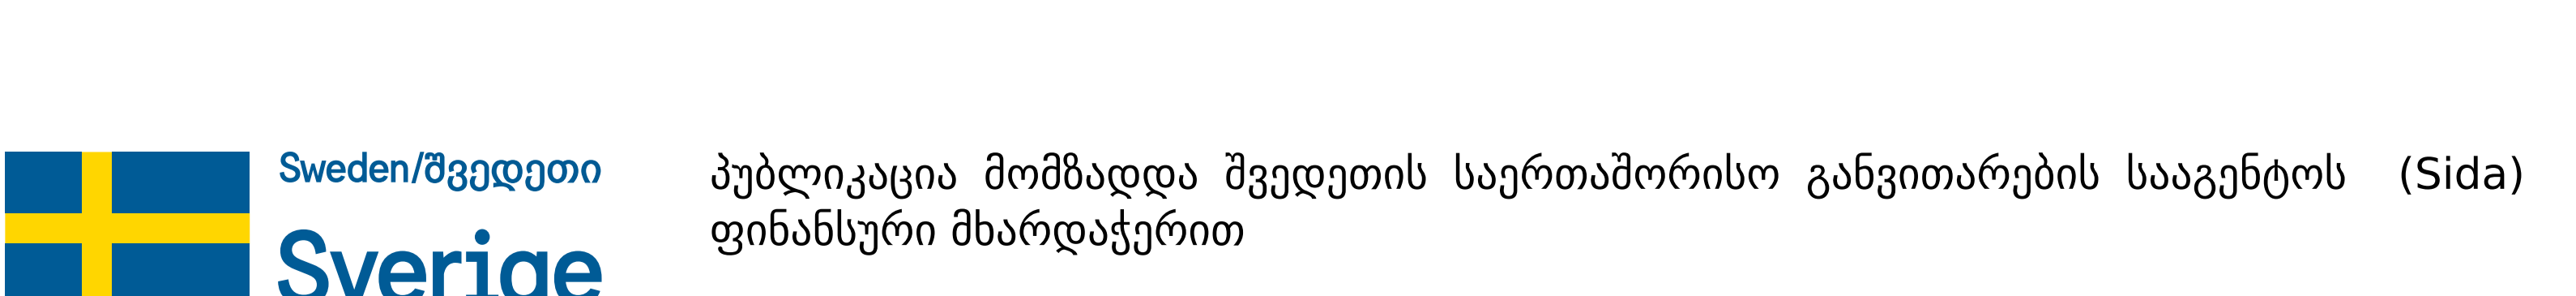 Sweden/შვედეთი
Sverige
პუბლიკაცია მომზადდა შვედეთის საერთაშორისო განვითარების სააგენტოს (Sida)
ფინანსური მხარდაჭერით